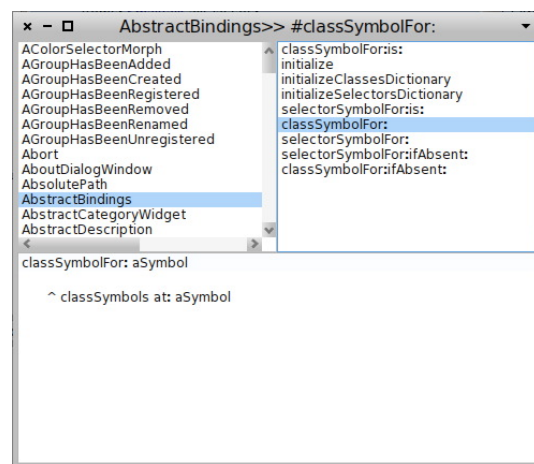 AbstractBindings>> #classSymbolFor:
AColorSelectorMorph
AGroupHasBeenAdded
AGroupHasBeenCreated
AGroupHasBeenRegistered
AGroupHasBeenRemoved
AGroupHasBeenRenamed
AGroupHasBeenUnregistered
Abort
AboutDialogWindow
AbsolutePath
AbstractBindings
AbstractCategoryWidget
AbstractDescription
classSymbolFor:is:
initialize
initializeClassesDictionary
initializeSelectorsDictionary
selectorSymbolFor:is:
classSymbolFor:
selectorSymbolFor:
selectorSymbolFor:ifAbsent:
classSymbolFor:ifAbsent:
classSymbolFor: aSymbol
^ classSymbols at: aSymbol